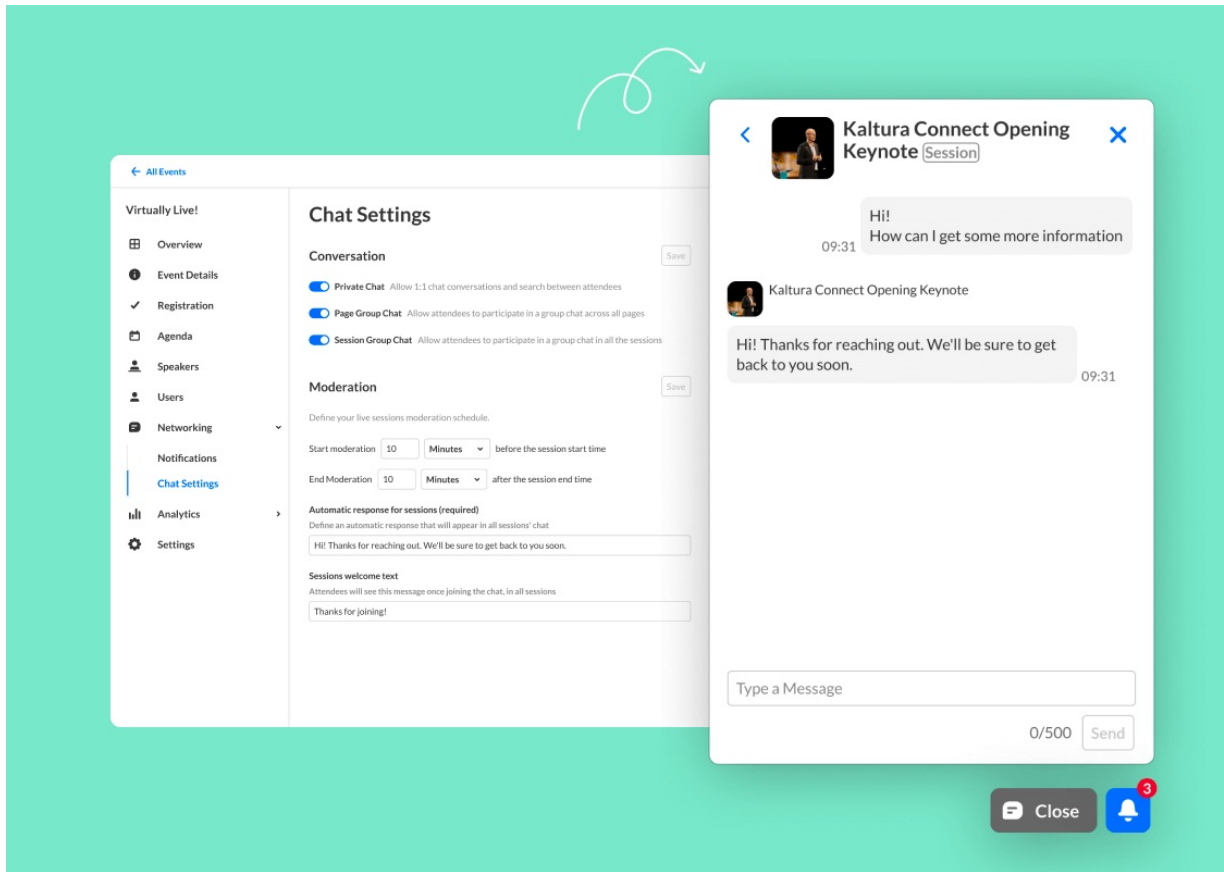 All Events
Virtually Live!
Overview
Event Details
Registration
Agenda
Speakers
Users
Networking
Notifications
Chat Settings
Analytics
Settings
Chat Settings
Conversation Save
Private Chat Allow 1:1 chat conversations and search between attendees
Page Group Chat Allow attendees to participate in a group chat across all pages
Session Group Chat Allow attendees to participate in a group chat in all the sessions
Moderation Save
Define your live sessions moderation schedule.
Start moderation 10 Minutes before the session start time
End Moderation 10 Minutes after the session end time
Automatic response for sessions (required)
Define an automatic response that will appear in all sessions' chat
Hi! Thanks for reaching out. We'll be sure to get back to you soon.
Sessions welcome text
Attendees will see this message once joining the chat, in all sessions
Thanks for joining!
Kaltura Connect Opening
Keynote Session
Hi!
How can I get some more information
09:31
Kaltura Connect Opening Keynote
Hi! Thanks for reaching out. We'll be sure to get
back to you soon.
09:31
Type a Message
0/500 Send
Close
3